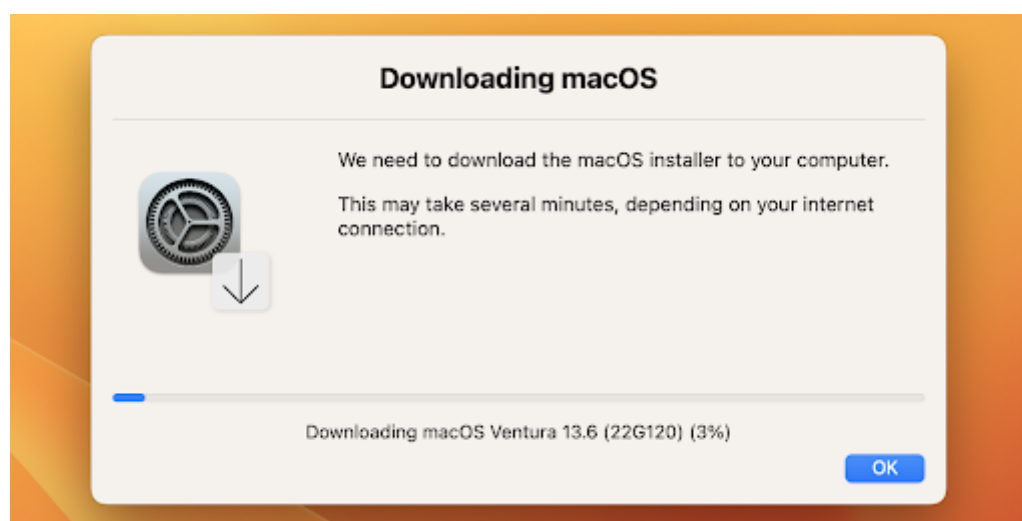 Downloading macOS
We need to download the macOS installer to your computer.
This may take several minutes, depending on your internet
connection.
Downloading macOS Ventura 13.6 (22G120) (3%)
OK